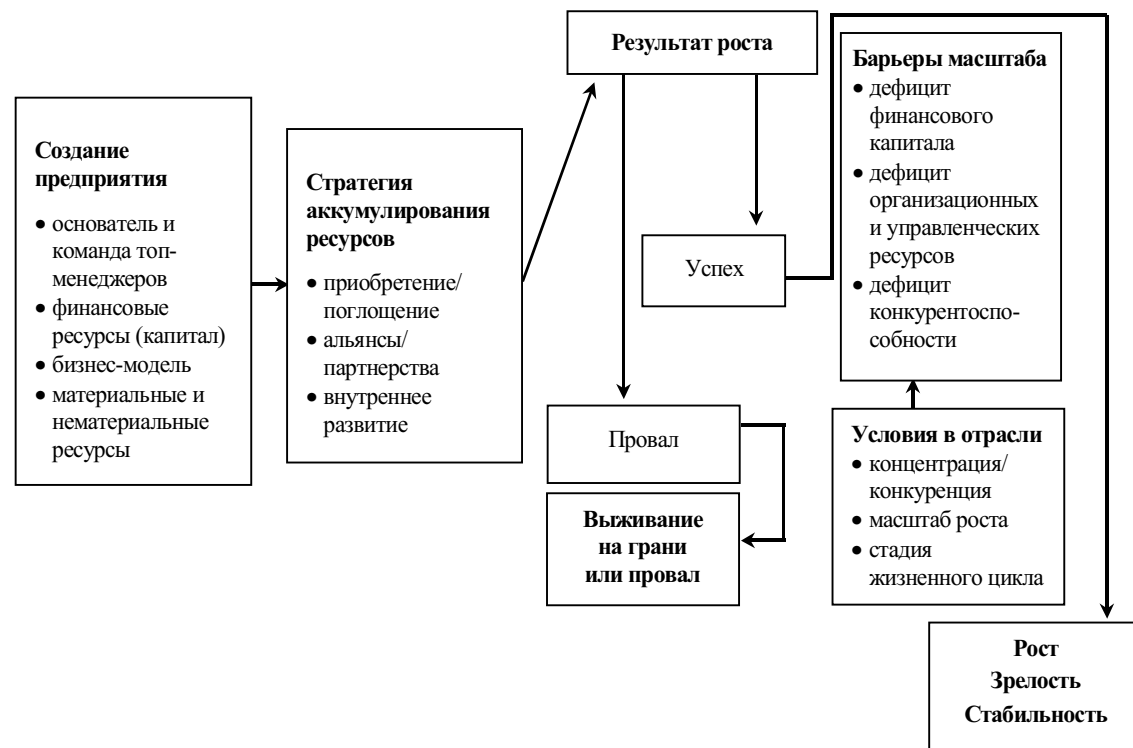 Создание
предприятия
• основатель и
команда топ-
менеджеров
• финансовые
ресурсы (капитал)
• бизнес-модель
• материальные и
нематериальные
ресурсы
Стратегия
аккумулирования
ресурсов
• приобретение/
поглощение
• альянсы/
партнерства
• внутреннее
развитие
Результат роста
Успех
Провал
Выживание
на грани
или провал
Барьеры масштаба
• дефицит
финансового
капитала
• дефицит
организационных
и управленческих
ресурсов
• дефицит
конкурентоспо-
собности
Условия в отрасли
• концентрация/
конкуренция
• масштаб роста
• стадия
жизненного цикла
Рост
Зрелость
Стабильность